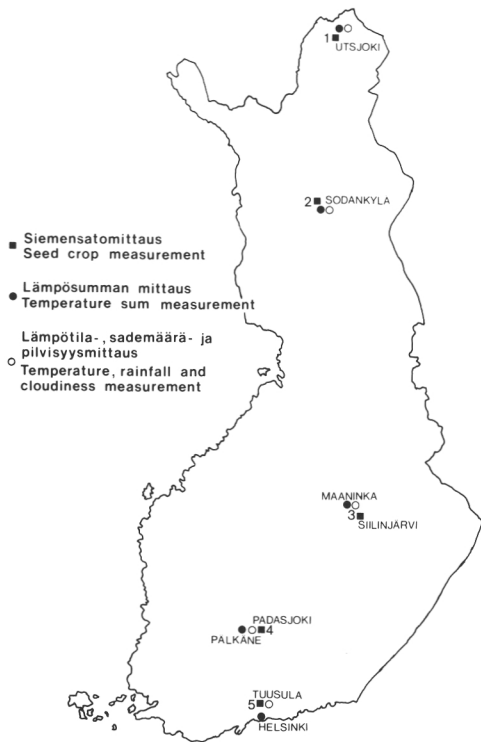 1
UTSJOKI
2 SODANKYLA
Siemensatomittaus
Seed crop measurement
Lämpösumman mittaus
Temperature sum measurement
Lämpötila-, sademäärä- ja
pilvisyysmittaus
Temperature, rainfall and
cloudiness measurement
MAANINKA
3
SIILINJÄRVI
PADASJOKI
4
PALKANE
TUUSULA
5
HELSINKI